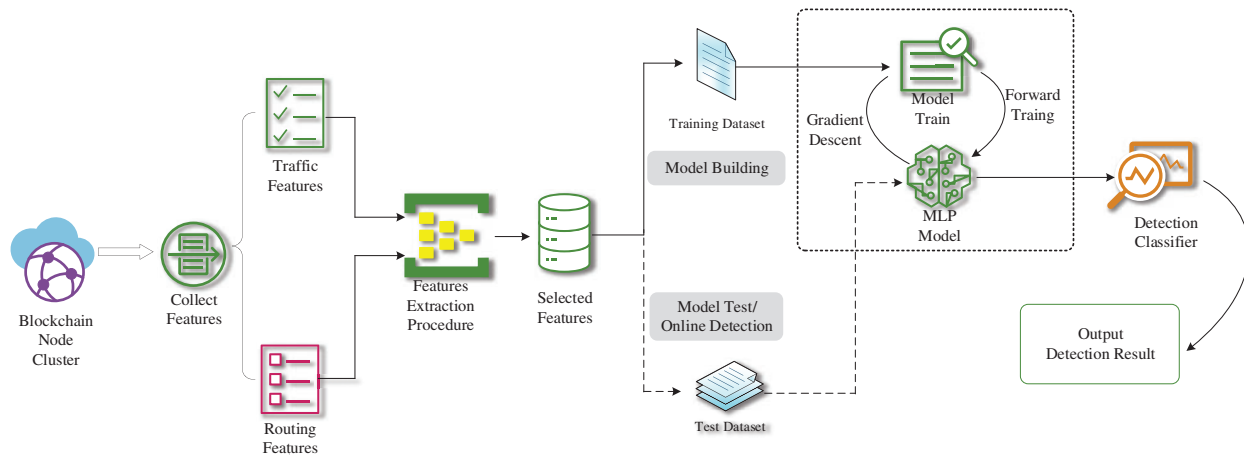 Blockchain
Node
Cluster
Collect
Features
Traffic
Features
Routing
Features
Features
Extraction
Procedure
Selected
Features
Training Dataset
Model Building
Model Test/
Online Detection
Test Dataset
Gradient
Descent
Model
Train
Forward
Traing
MLP
Model
Detection
Classifier
Output
Detection Result